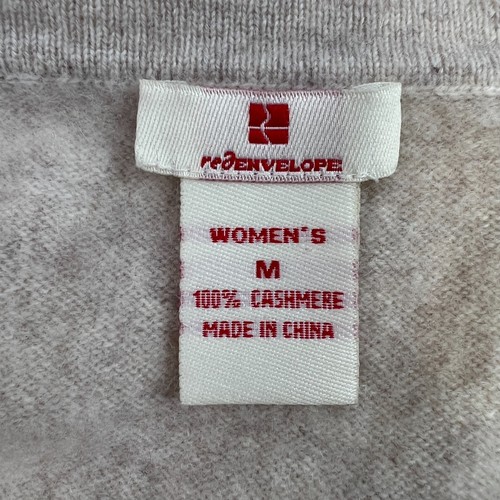 redENVELOPE
WOMEN'S
M
100% CASHMERE
MADE IN CHINA